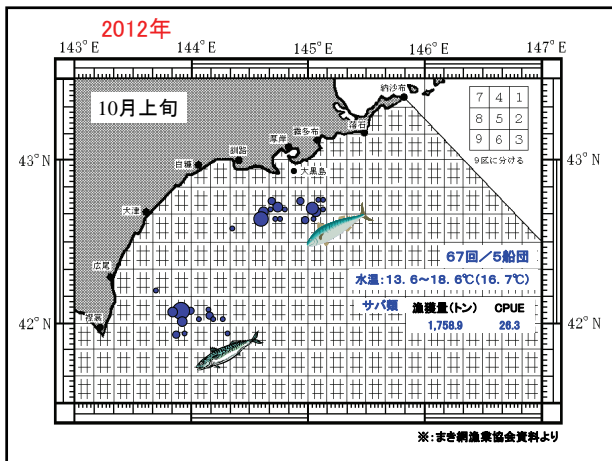 2012年
143°E 144°E 145°E 146°E 147°E
10月上旬
納沙布
落石
霧多布
厚岸
釧路
白糠
大黒島
大津
広尾
襟裳
7 4 1
8 5 2
9 6 3
9区に分ける
43°N 43°N
42°N 42°N
67回/5船団
水温:13.6~18.6℃(16.7℃)
サバ類 漁獲量(トン) CPUE
1,758.9 26.3
※:まき網漁業協会資料より